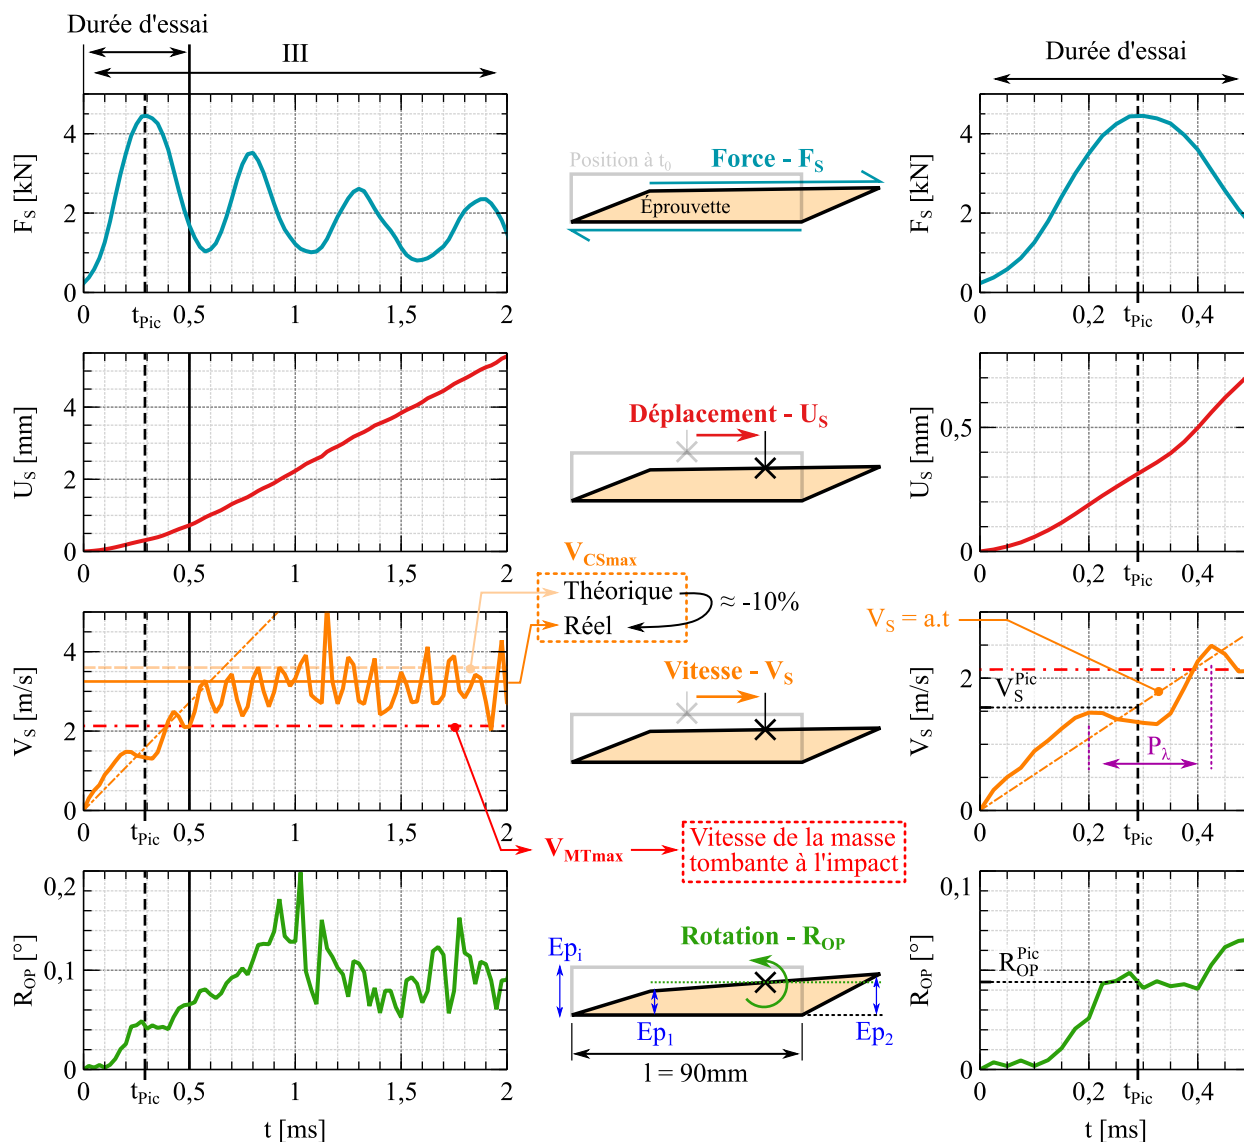 Durée d'essai
III
F_S [kN]
4
2
0
0
t_Pic
0,5
1
1,5
2
Position à t_0
Force - F_S
Éprouvette
Durée d'essai
F_S [kN]
4
2
0
0
0,2
t_Pic
0,4
U_S [mm]
4
2
0
0
t_Pic
0,5
1
1,5
2
Déplacement - U_S
U_S [mm]
0,5
0
0
0,2
t_Pic
0,4
V_CSmax
Théorique
Réel
≈ -10%
V_S [m/s]
4
2
0
0
t_Pic
0,5
1
1,5
2
Vitesse - V_S
V_MTmax
Vitesse de la masse
tombante à l'impact
V_S = a.t
V_S [m/s]
2
0
V_S^Pic
P_λ
0
0,2
t_Pic
0,4
R_OP [°]
0,2
0,1
0
0
t_Pic
0,5
1
1,5
2
t [ms]
Rotation - R_OP
Ep_i
Ep_1
Ep_2
l = 90mm
R_OP [°]
0,1
0
R_OP^Pic
0
0,2
t_Pic
0,4
t [ms]